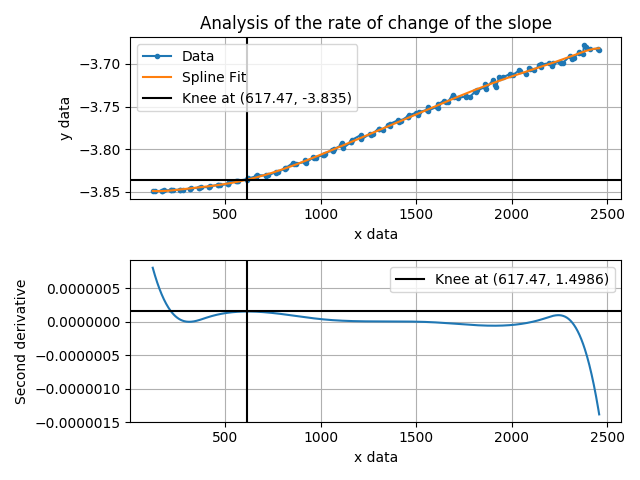 Analysis of the rate of change of the slope
Data
Spline Fit
Knee at (617.47, -3.835)
−3.70
−3.75
−3.80
−3.85
y data
500
1000
1500
2000
2500
x data
Knee at (617.47, 1.4986)
0.0000005
0.0000000
−0.0000005
−0.0000010
−0.0000015
Second derivative
500
1000
1500
2000
2500
x data